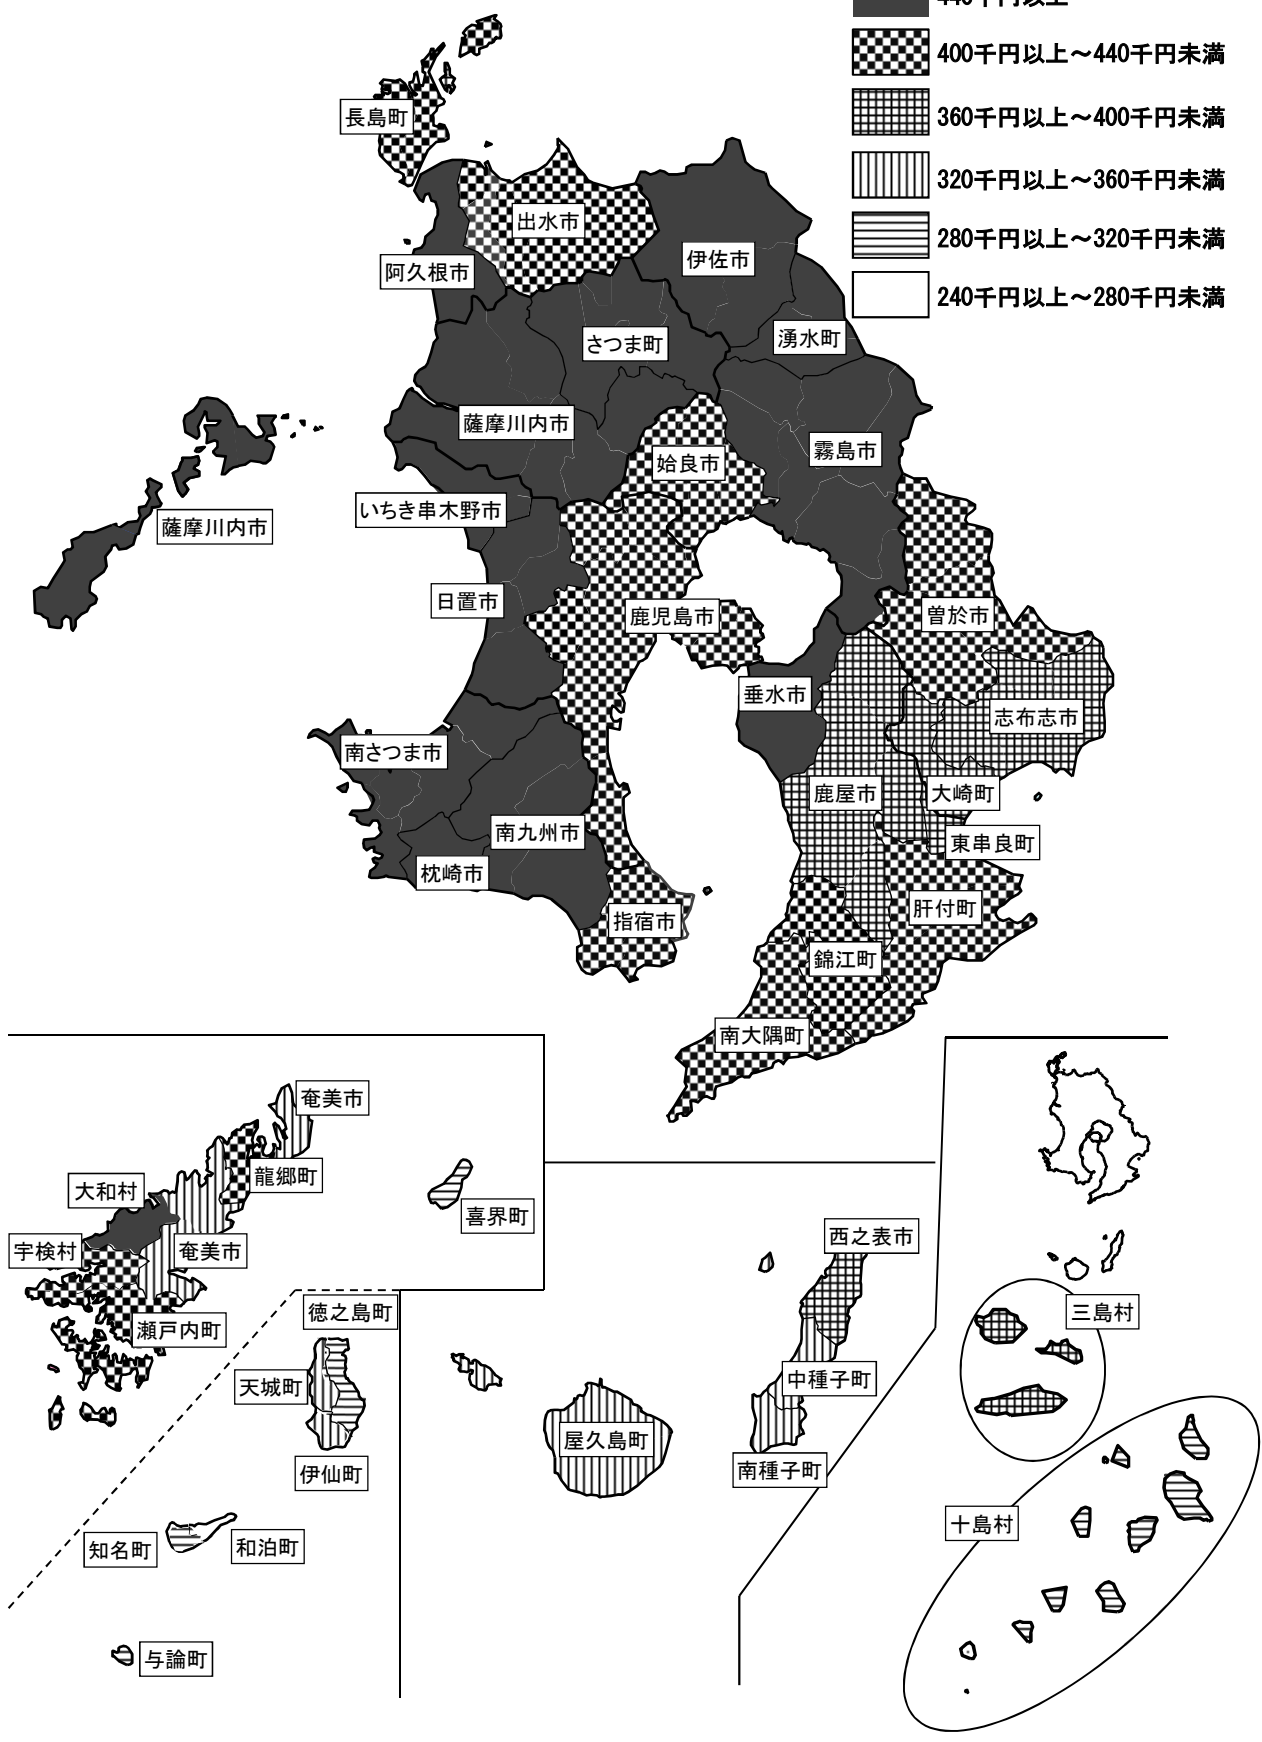 440千円以上
400千円以上～440千円未満
360千円以上～400千円未満
320千円以上～360千円未満
280千円以上～320千円未満
240千円以上～280千円未満
長島町
出水市
阿久根市
伊佐市
さつま町
湧水町
薩摩川内市
霧島市
姶良市
いちき串木野市
薩摩川内市
日置市
鹿児島市
曽於市
垂水市
志布志市
南さつま市
鹿屋市
大崎町
南九州市
東串良町
枕崎市
肝付町
指宿市
錦江町
南大隅町
奄美市
龍郷町
大和村
喜界町
宇検村
奄美市
西之表市
徳之島町
三島村
瀬戸内町
天城町
中種子町
屋久島町
伊仙町
南種子町
十島村
知名町
和泊町
与論町